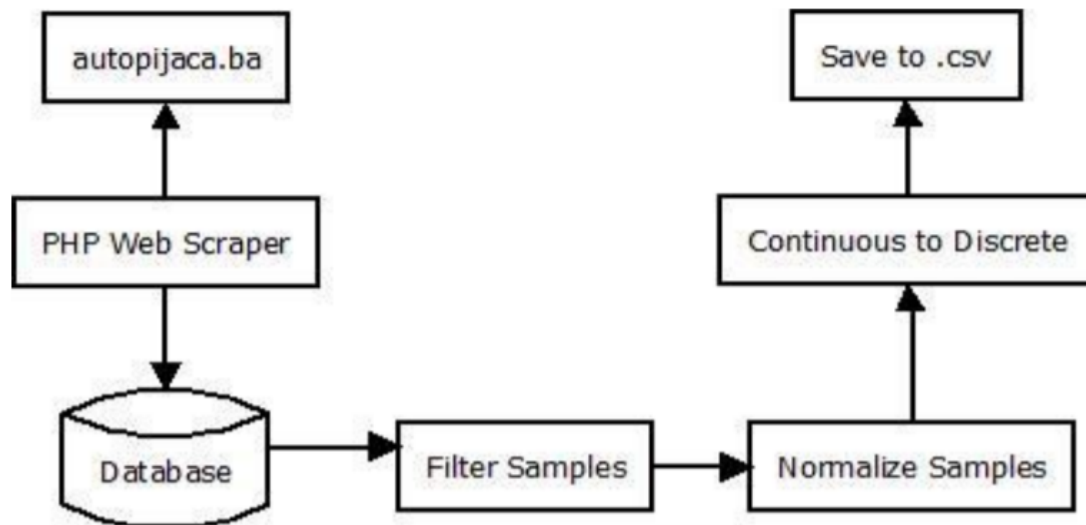 autopijaca.ba
Save to .csv
PHP Web Scraper
Continuous to Discrete
Database
Filter Samples
Normalize Samples